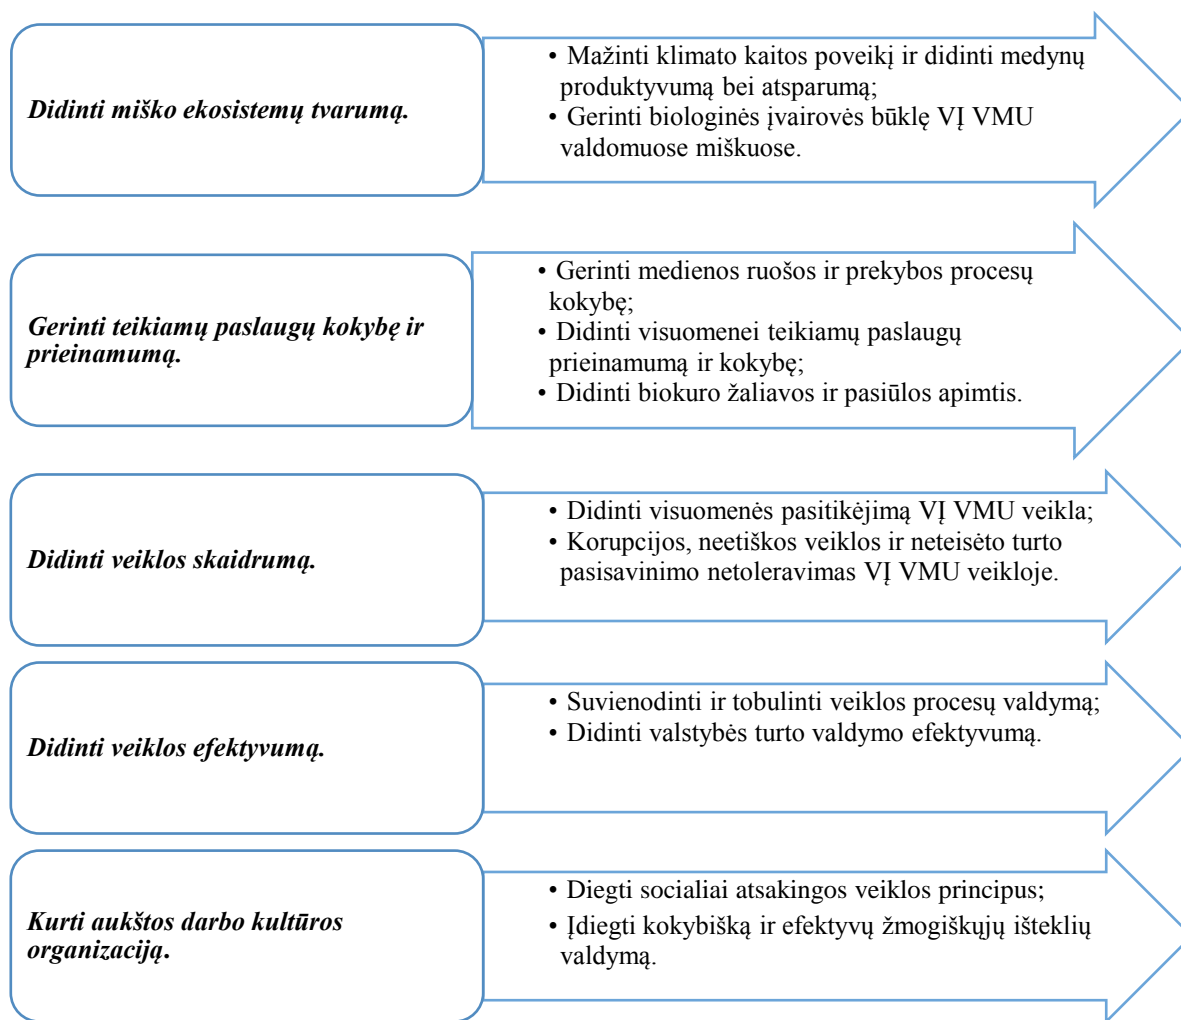 Didinti miško ekosistemų tvarumą.
• Mažinti klimato kaitos poveikį ir didinti medynų
produktyvumą bei atsparumą;
• Gerinti biologinės įvairovės būklę VĮ VMU
valdomuose miškuose.
Gerinti teikiamų paslaugų kokybę ir
prieinamumą.
• Gerinti medienos ruošos ir prekybos procesų
kokybę;
• Didinti visuomenei teikiamų paslaugų
prieinamumą ir kokybę;
• Didinti biokuro žaliavos ir pasiūlos apimtis.
Didinti veiklos skaidrumą.
• Didinti visuomenės pasitikėjimą VĮ VMU veikla;
• Korupcijos, neetiškos veiklos ir neteisėto turto
pasisavinimo netoleravimas VĮ VMU veikloje.
Didinti veiklos efektyvumą.
• Suvienodinti ir tobulinti veiklos procesų valdymą;
• Didinti valstybės turto valdymo efektyvumą.
Kurti aukštos darbo kultūros
organizaciją.
• Diegti socialiai atsakingos veiklos principus;
• Įdiegti kokybišką ir efektyvų žmogiškųjų išteklių
valdymą.